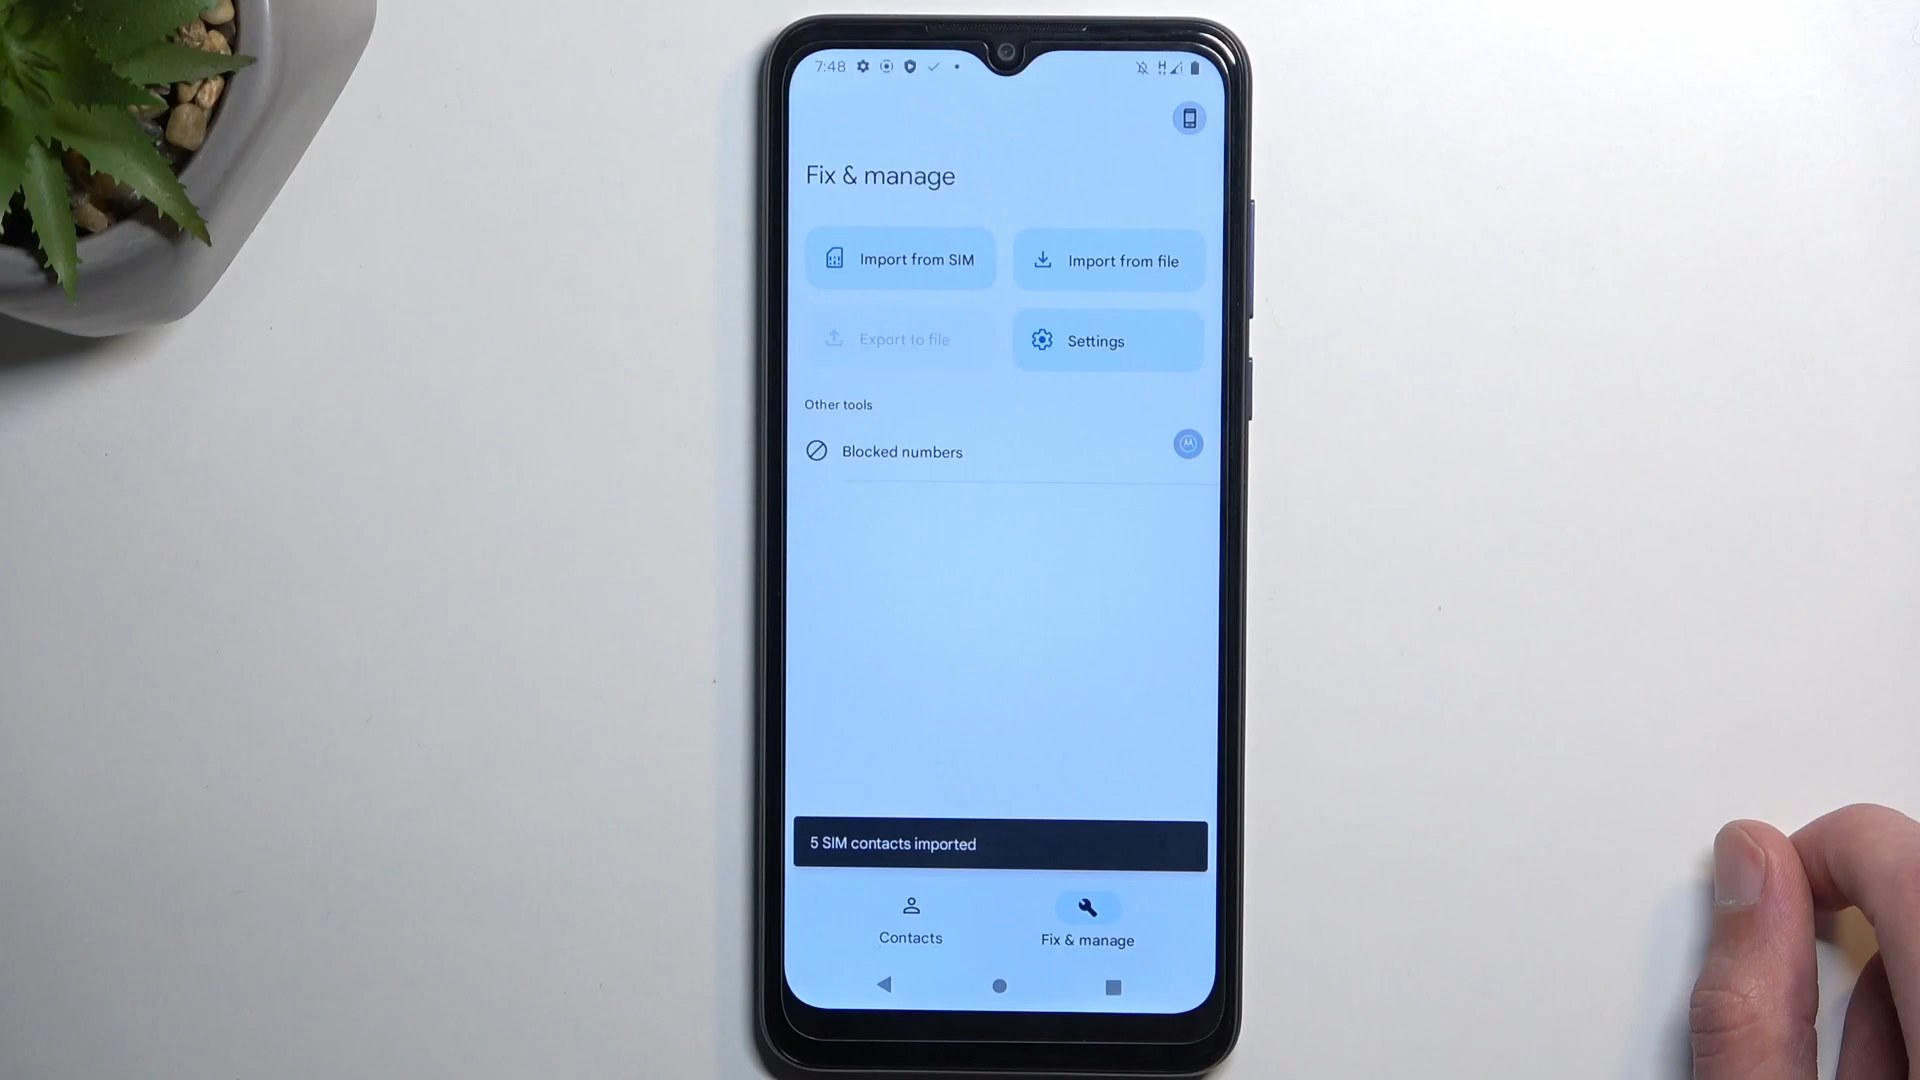 7:48
Fix & manage
Import from SIM
Import from file
Export to file
Settings
Other tools
Blocked numbers
5 SIM contacts imported
Contacts
Fix & manage